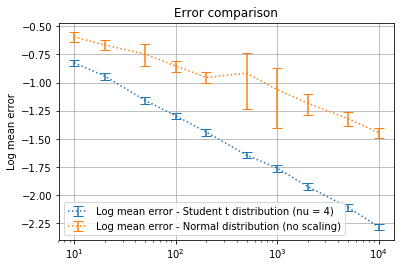 Error comparison
Log mean error
−0.50
−0.75
−1.00
−1.25
−1.50
−1.75
−2.00
−2.25
Log mean error - Student t distribution (nu = 4)
Log mean error - Normal distribution (no scaling)
10¹ 10² 10³ 10⁴